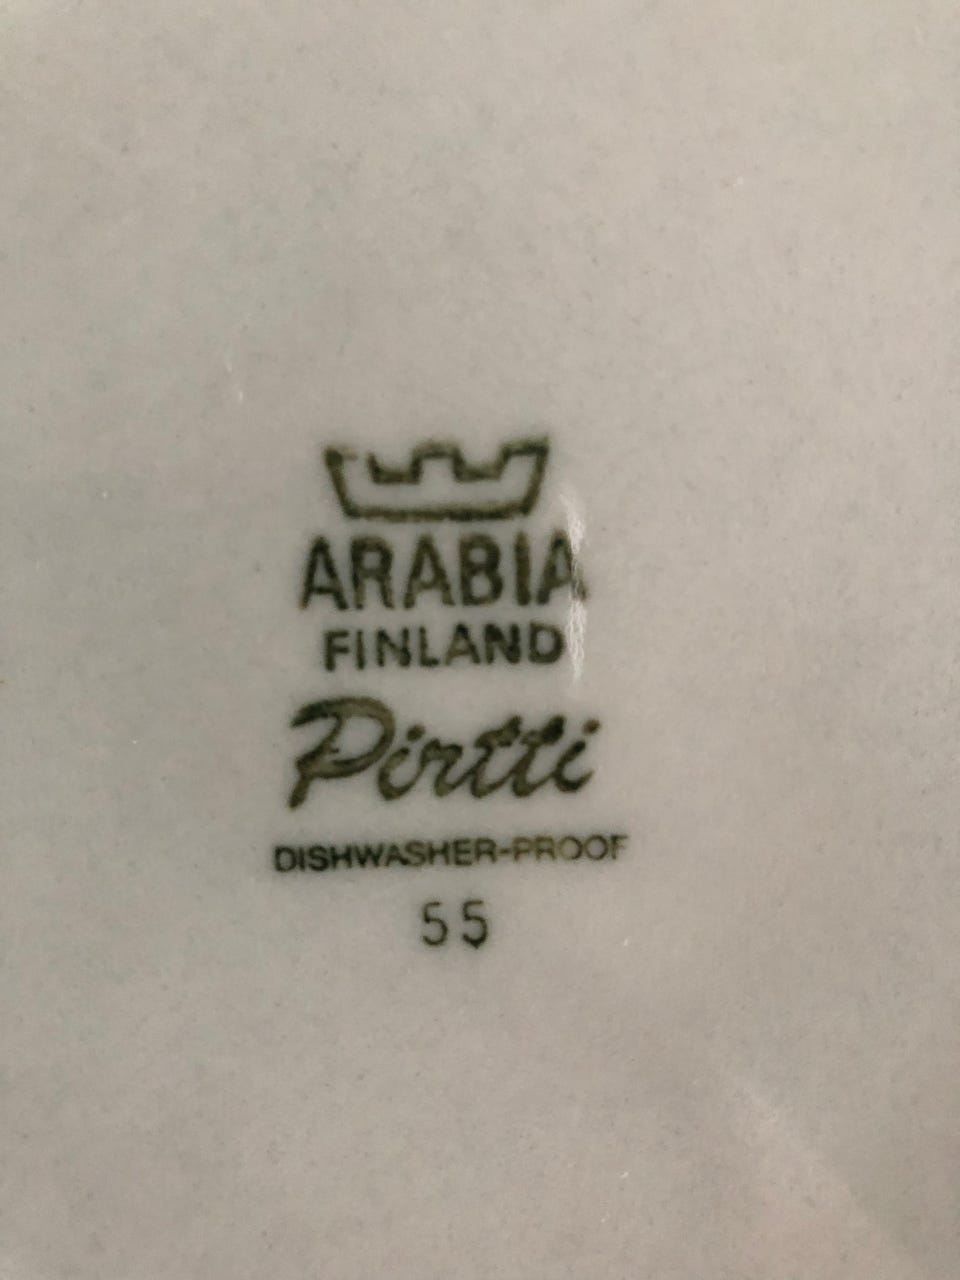 ARABIA
FINLAND
Pirtti
DISHWASHER-PROOF
55